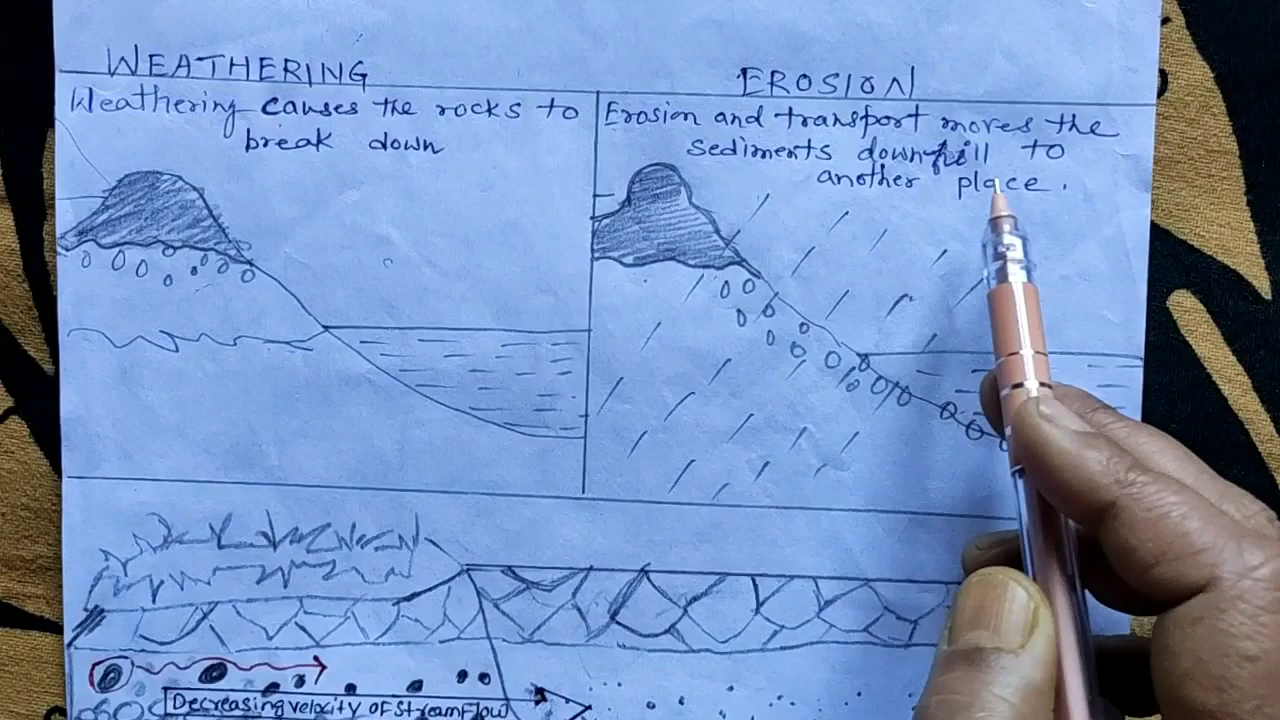 WEATHERING
Weathering causes the rocks to
break down
EROSION
Erosion and transport moves the
sediments downhill to
another place.
Decreasing velocity of Stream Flow